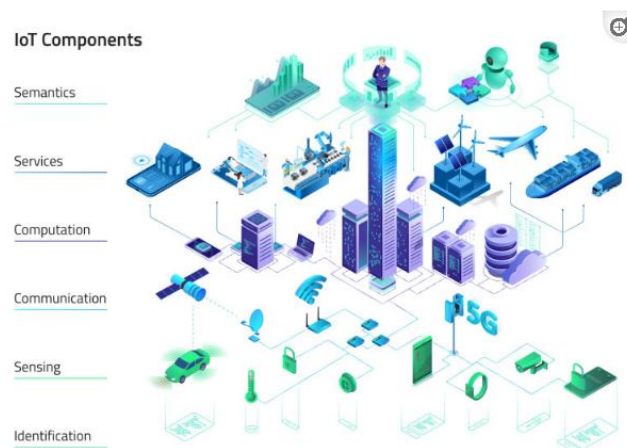 IoT Components
Semantics
Services
Computation
Communication
5G
Sensing
Identification